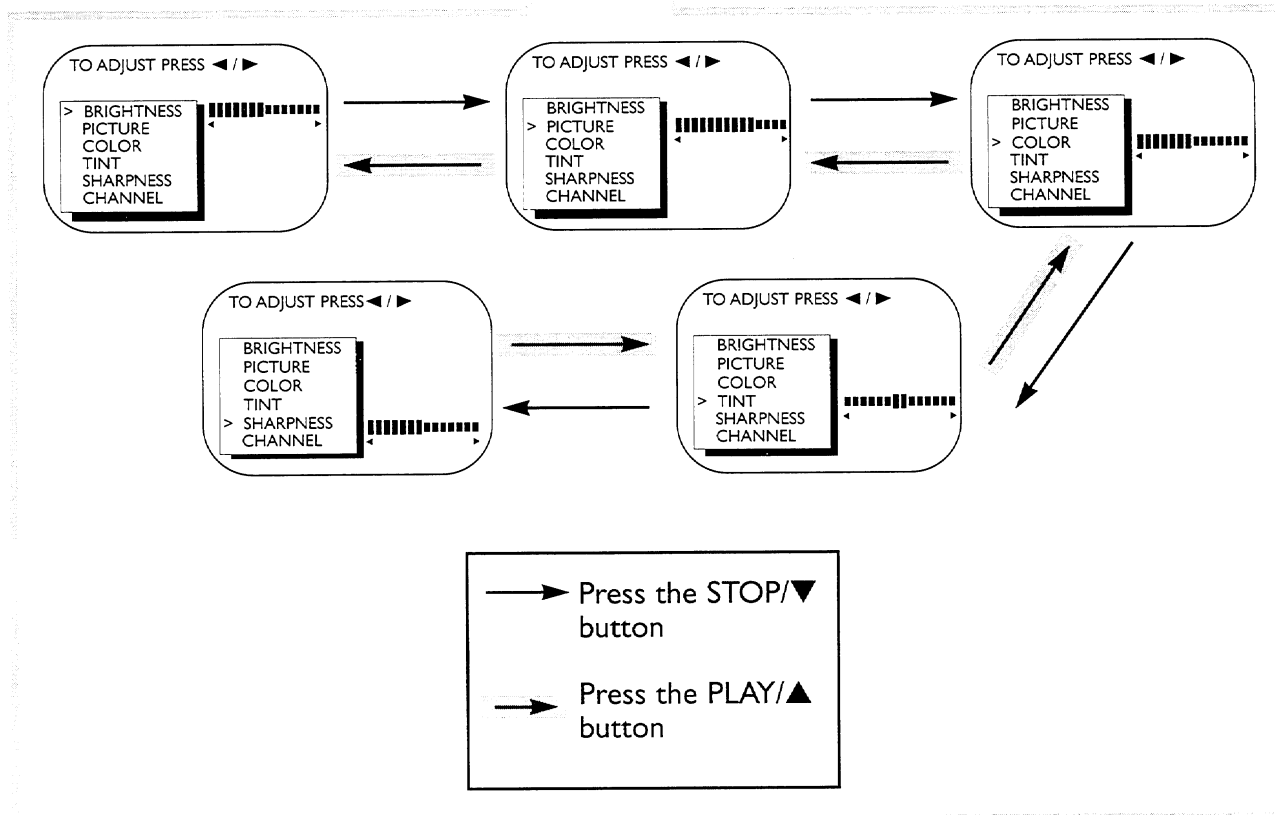 TO ADJUST PRESS ◄ / ►
> BRIGHTNESS
PICTURE
COLOR
TINT
SHARPNESS
CHANNEL
TO ADJUST PRESS ◄ / ►
BRIGHTNESS
> PICTURE
COLOR
TINT
SHARPNESS
CHANNEL
TO ADJUST PRESS ◄ / ►
BRIGHTNESS
PICTURE
> COLOR
TINT
SHARPNESS
CHANNEL
TO ADJUST PRESS ◄ / ►
BRIGHTNESS
PICTURE
COLOR
TINT
> SHARPNESS
CHANNEL
TO ADJUST PRESS ◄ / ►
BRIGHTNESS
PICTURE
COLOR
> TINT
SHARPNESS
CHANNEL
Press the STOP/▼
button
Press the PLAY/▲
button